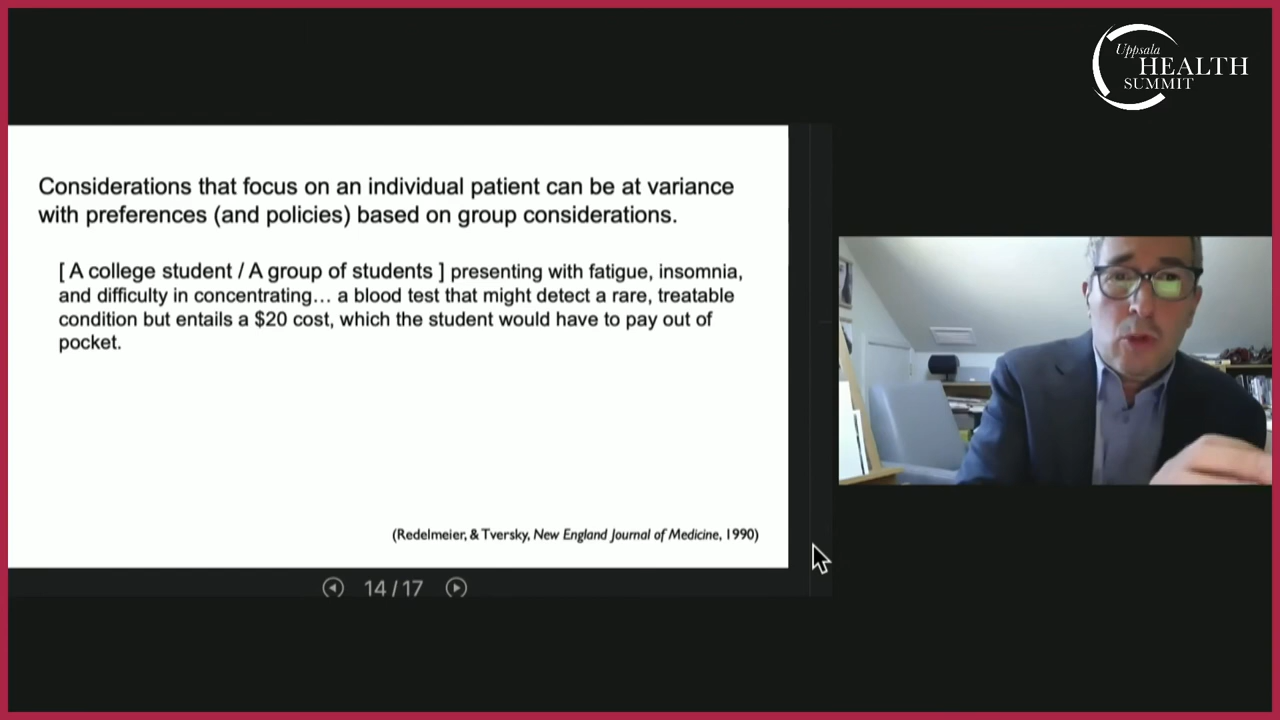 Uppsala
HEALTH
SUMMIT
Considerations that focus on an individual patient can be at variance
with preferences (and policies) based on group considerations.
[ A college student / A group of students ] presenting with fatigue, insomnia,
and difficulty in concentrating… a blood test that might detect a rare, treatable
condition but entails a $20 cost, which the student would have to pay out of
pocket.
(Redelmeier, & Tversky, New England Journal of Medicine, 1990)
14/17